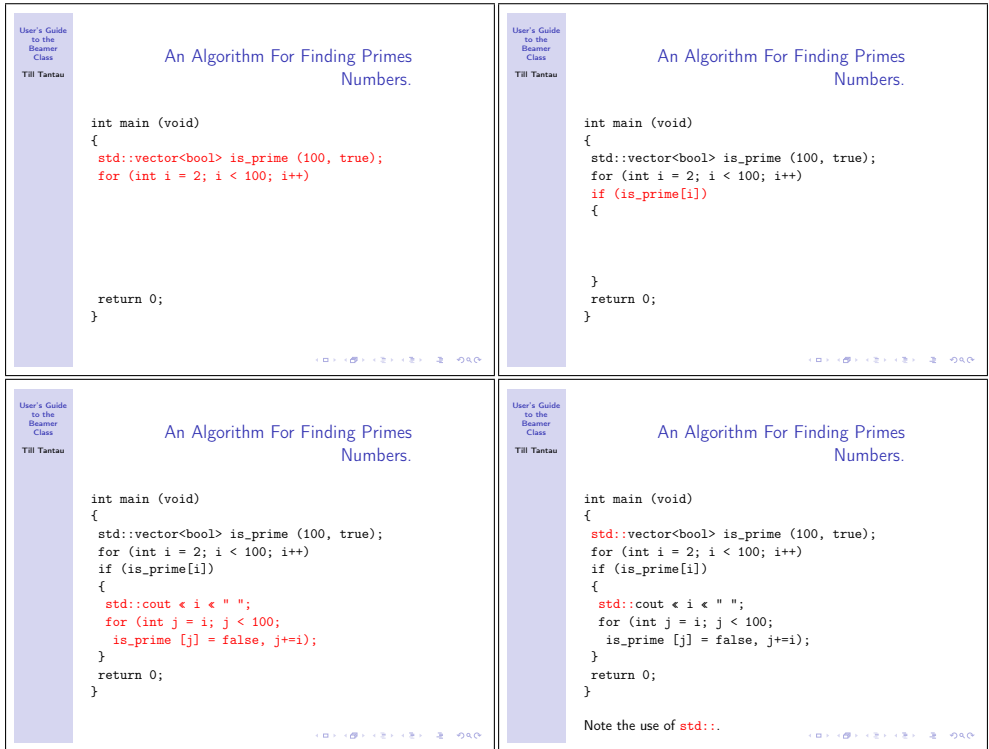 User's Guide
to the
Beamer
Class
Till Tantau
An Algorithm For Finding Primes
Numbers.
int main (void)
{
std::vector<bool> is_prime (100, true);
for (int i = 2; i < 100; i++)
return 0;
}
User's Guide
to the
Beamer
Class
Till Tantau
An Algorithm For Finding Primes
Numbers.
int main (void)
{
std::vector<bool> is_prime (100, true);
for (int i = 2; i < 100; i++)
if (is_prime[i])
{
}
return 0;
}
User's Guide
to the
Beamer
Class
Till Tantau
An Algorithm For Finding Primes
Numbers.
int main (void)
{
std::vector<bool> is_prime (100, true);
for (int i = 2; i < 100; i++)
if (is_prime[i])
{
std::cout « i « " ";
for (int j = i; j < 100;
is_prime [j] = false, j+=i);
}
return 0;
}
User's Guide
to the
Beamer
Class
Till Tantau
An Algorithm For Finding Primes
Numbers.
int main (void)
{
std::vector<bool> is_prime (100, true);
for (int i = 2; i < 100; i++)
if (is_prime[i])
{
std::cout « i « " ";
for (int j = i; j < 100;
is_prime [j] = false, j+=i);
}
return 0;
}
Note the use of std::.